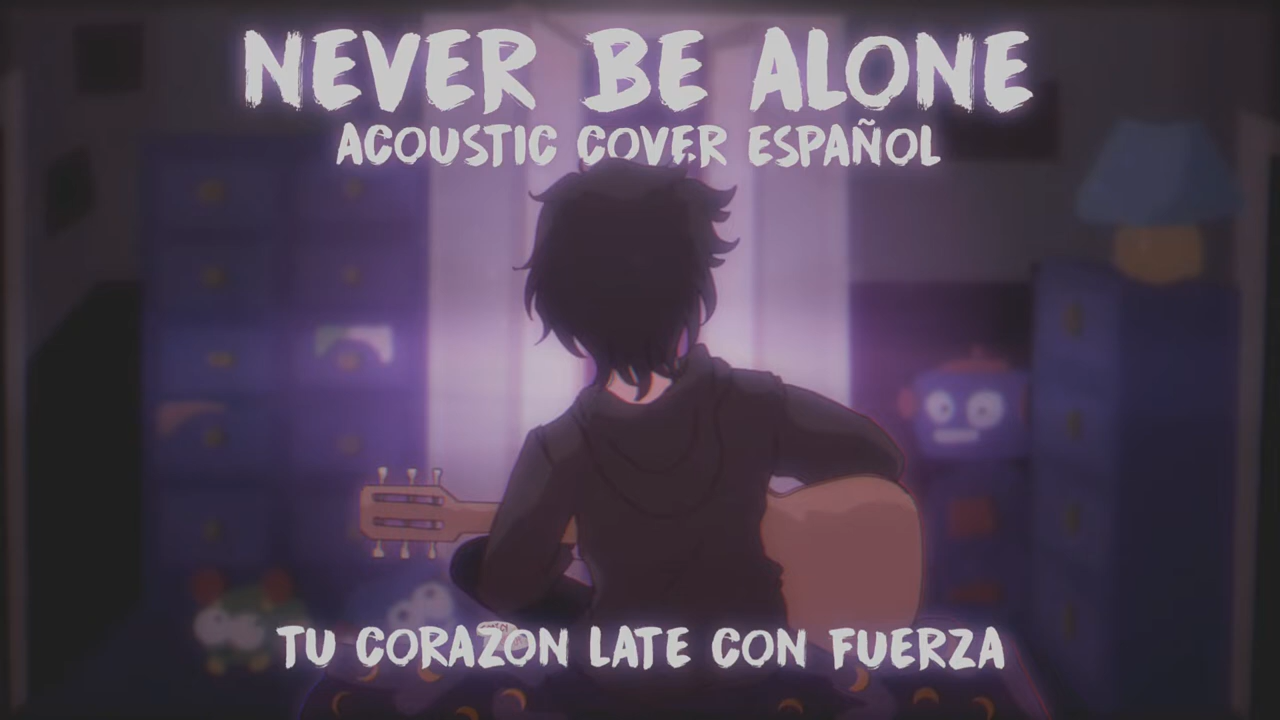 NEVER BE ALONE
ACOUSTIC COVER ESPAÑOL
TU CORAZON LATE CON FUERZA